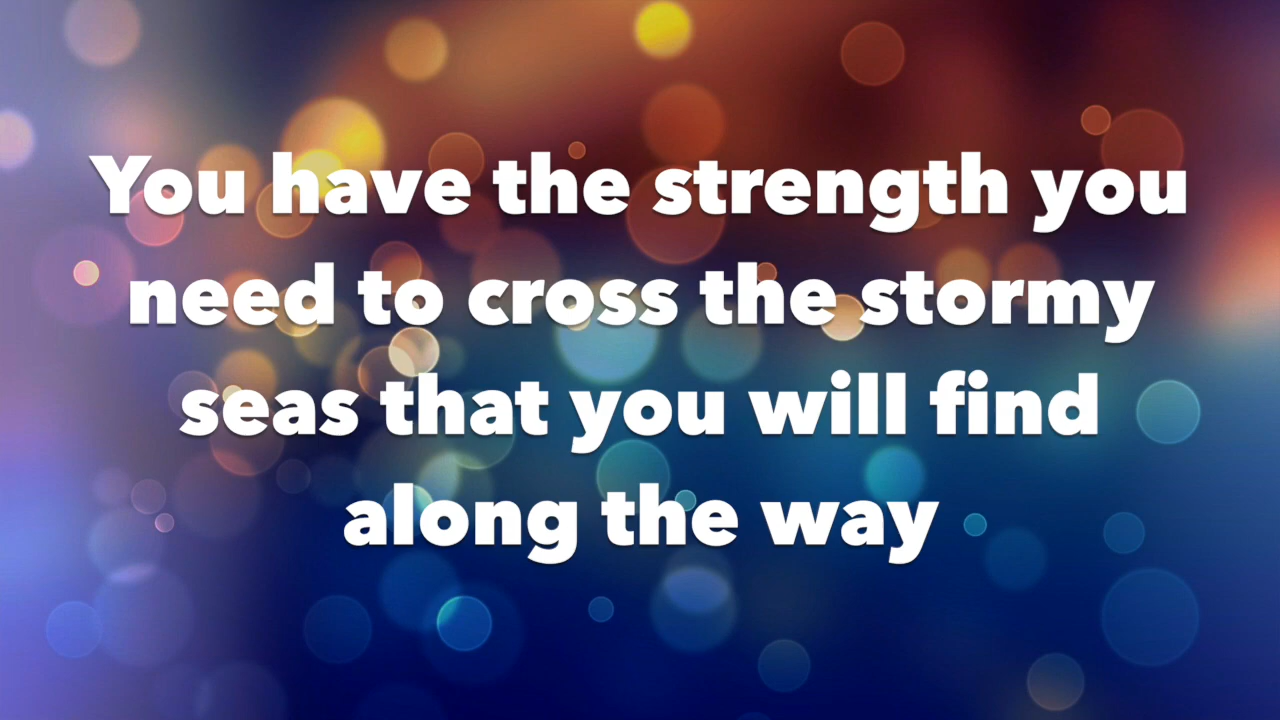 You have the strength you
need to cross the stormy
seas that you will find
along the way